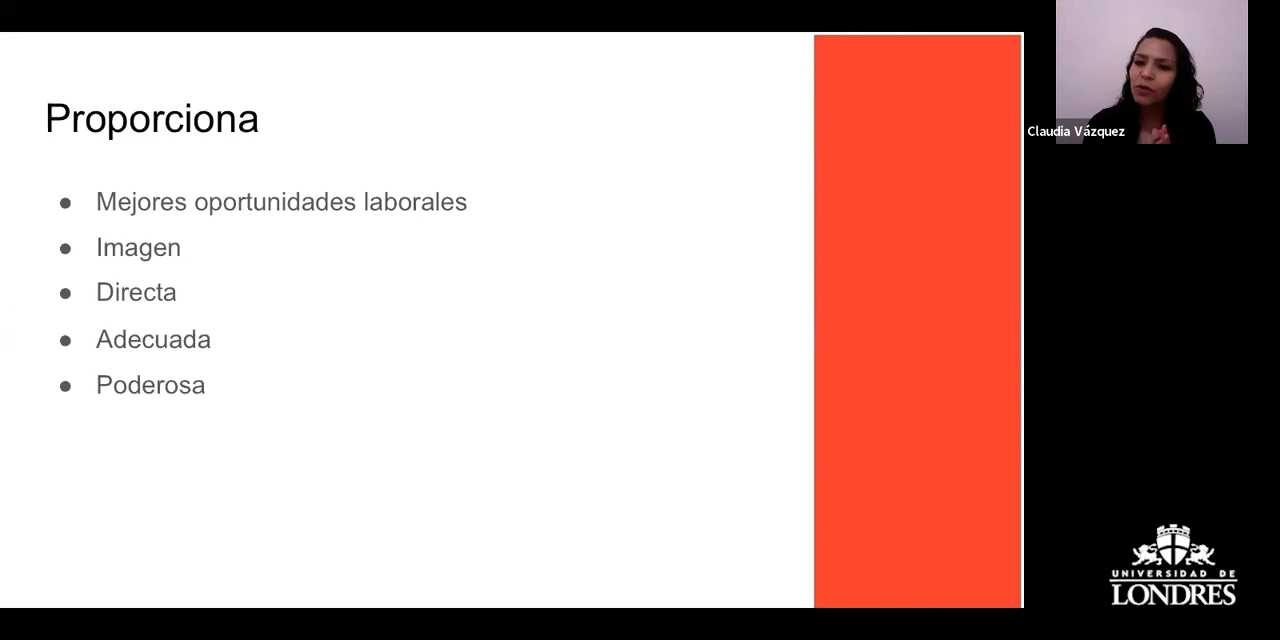 Proporciona
● Mejores oportunidades laborales
● Imagen
● Directa
● Adecuada
● Poderosa
Claudia Vázquez
UNIVERSIDAD DE
LONDRES